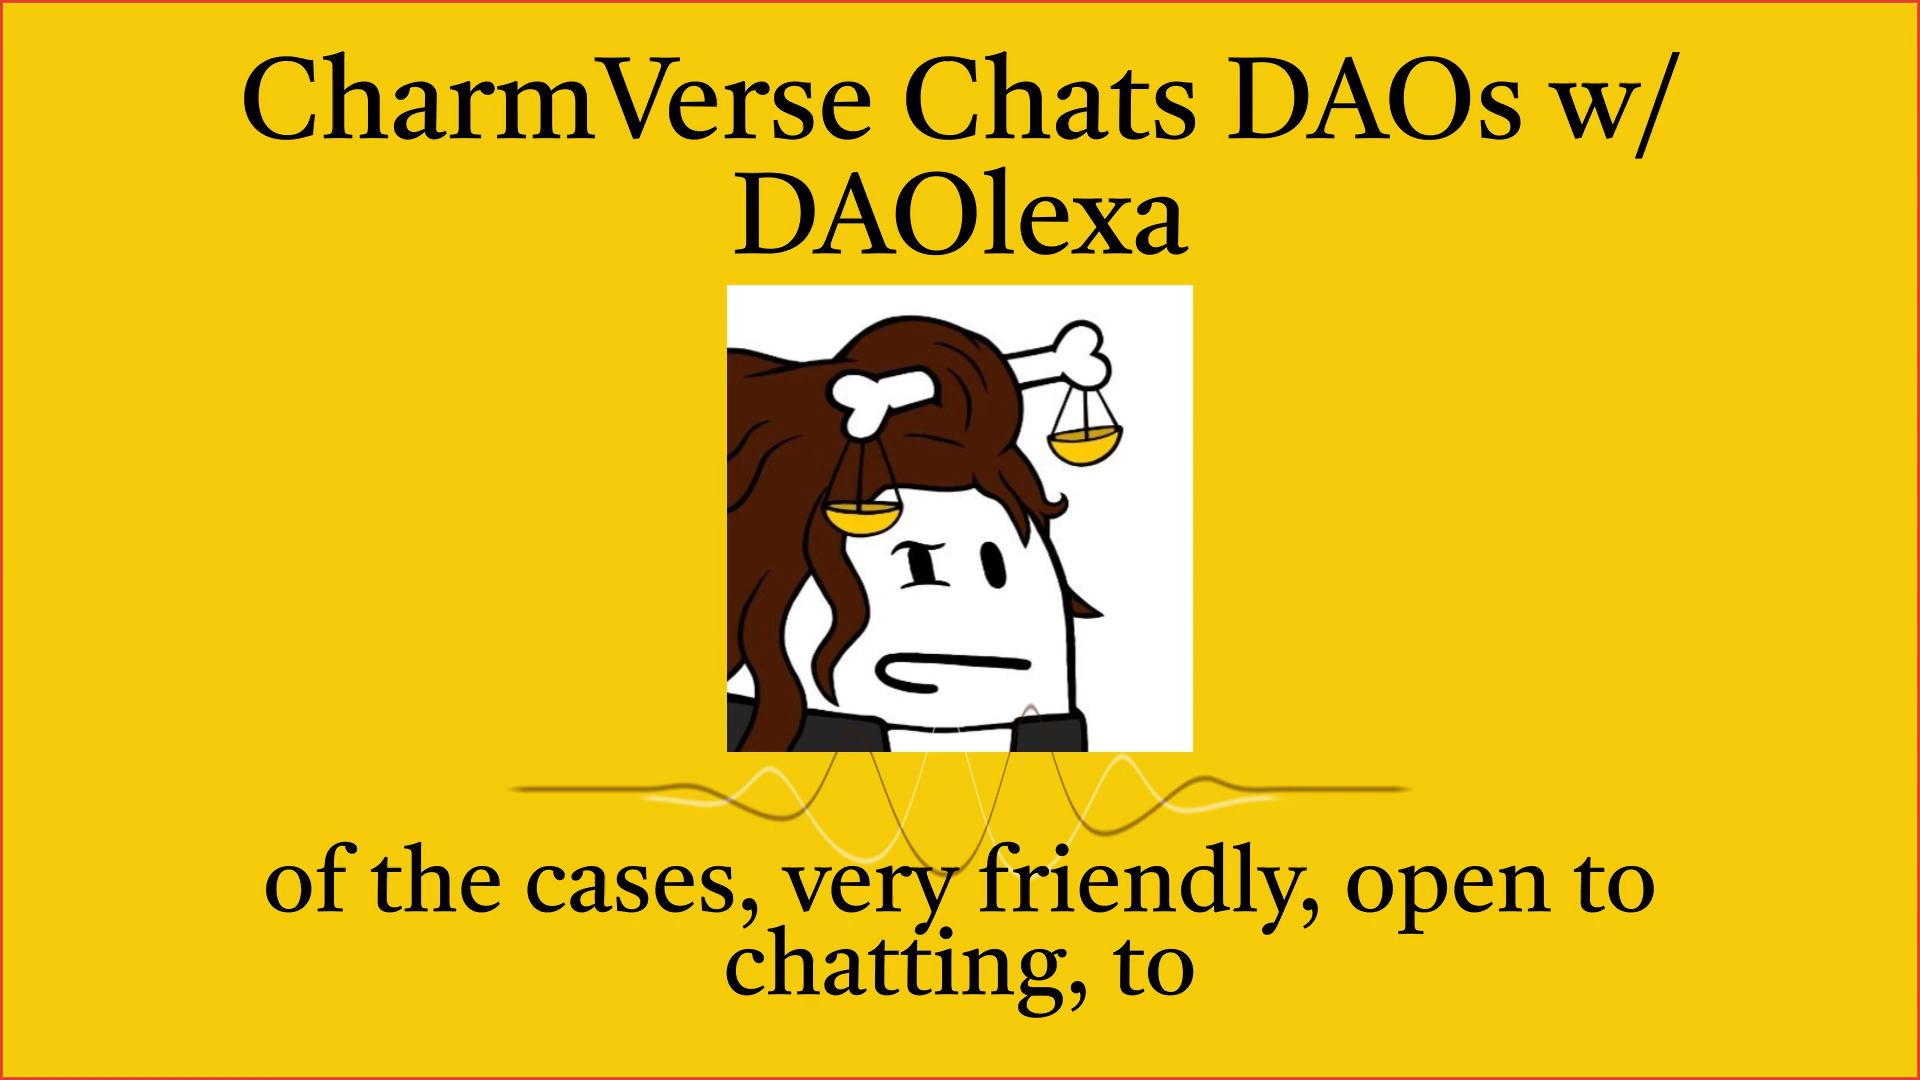 CharmVerse Chats DAOs w/
DAOlexa
of the cases, very friendly, open to
chatting, to